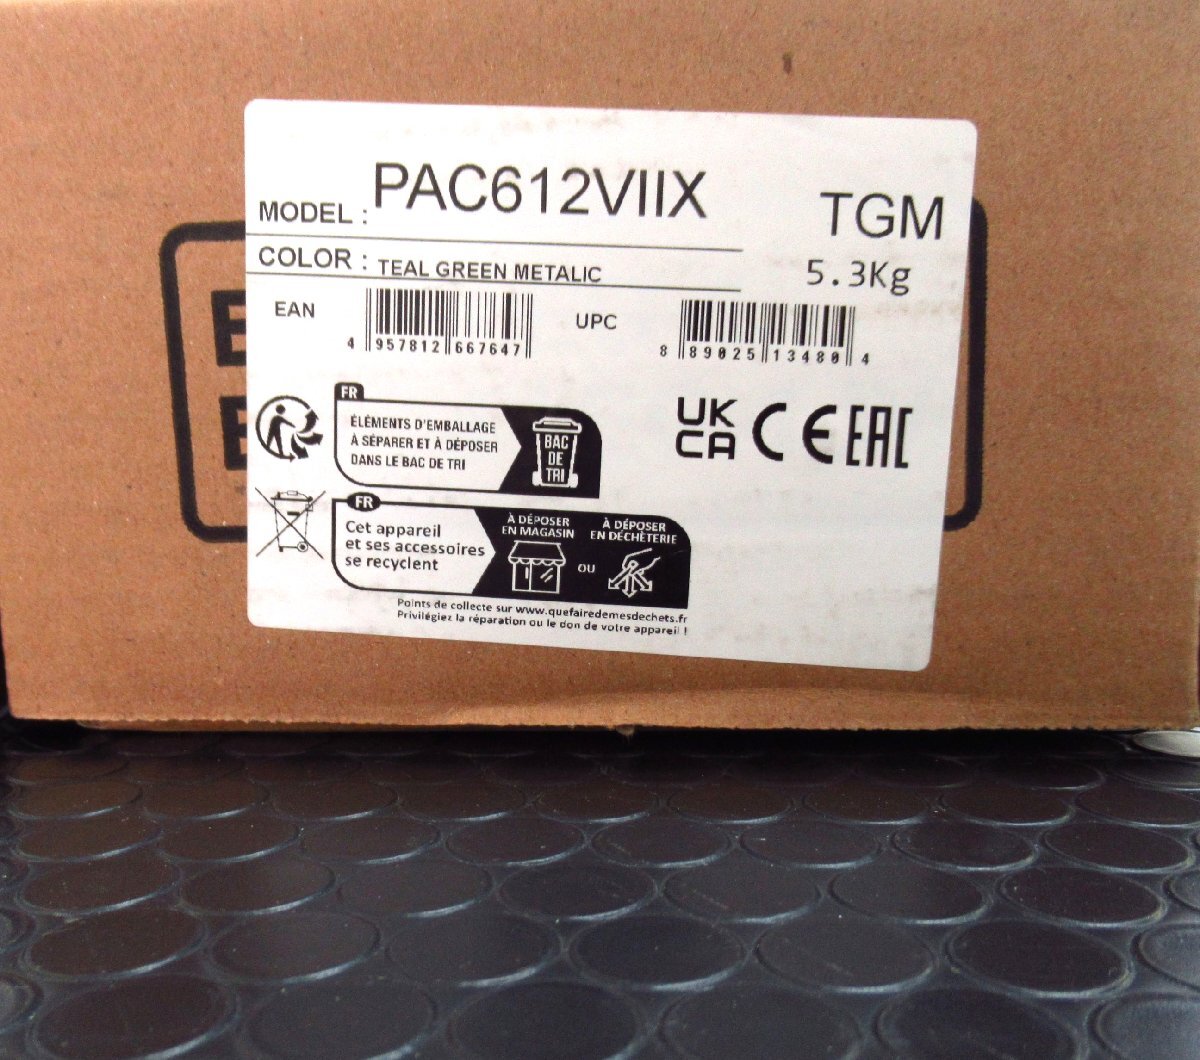 MODEL : PAC612VIIX
TGM
COLOR : TEAL GREEN METALIC
5.3Kg
EAN
4 957812 667647
UPC
8 89025 13480 4
FR
ÉLÉMENTS D'EMBALLAGE
À SÉPARER ET À DÉPOSER
DANS LE BAC DE TRI
BAC
DE
TRI
UK
CA
CE
EAC
FR
Cet appareil
et ses accessoires
se recyclent
À DÉPOSER
EN MAGASIN
OU
À DÉPOSER
EN DÉCHÈTERIE
Points de collecte sur www.quefairedemesdechets.fr
Privilégiez la réparation ou le don de votre appareil !